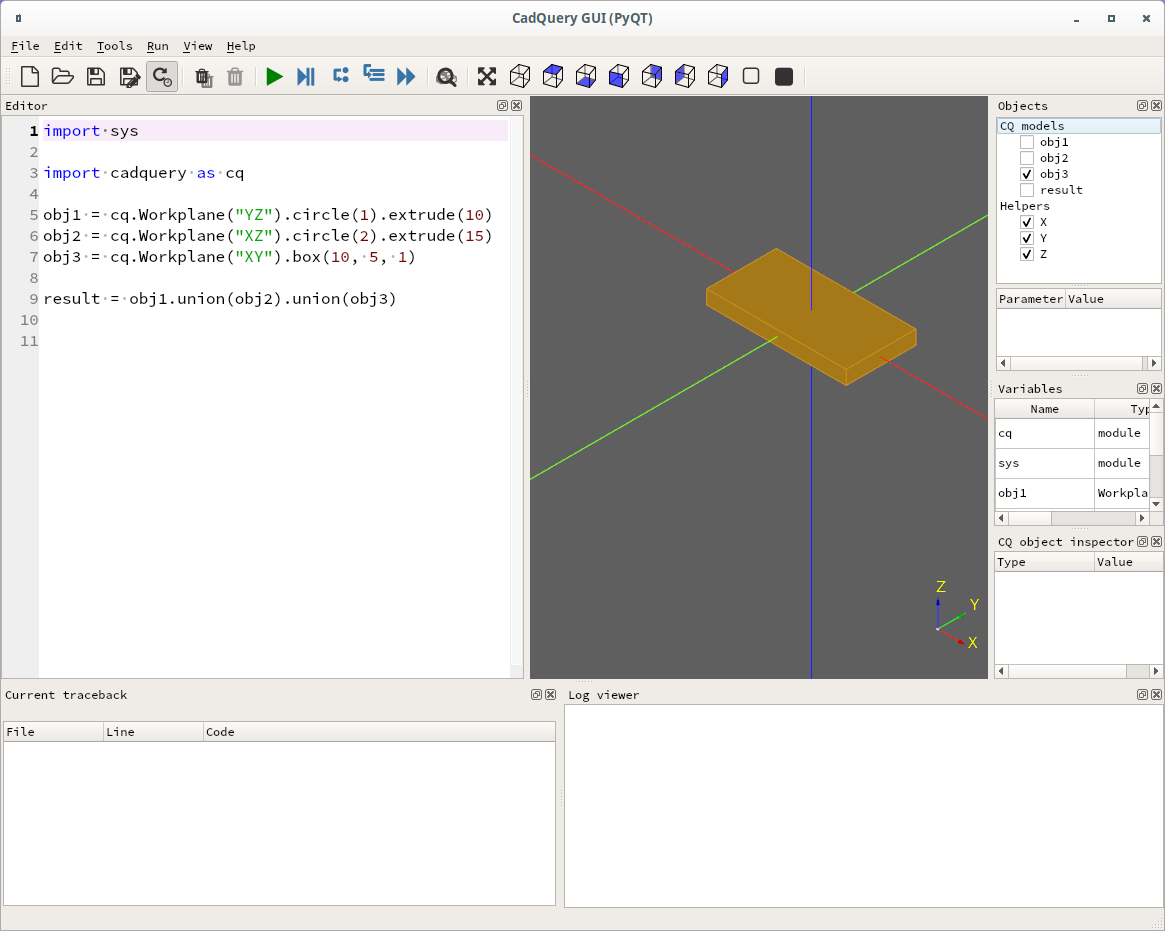 CadQuery GUI (PyQT)
File Edit Tools Run View Help
Editor
1 import·sys
2
3 import·cadquery·as·cq
4
5 obj1·=·cq.Workplane("YZ").circle(1).extrude(10)
6 obj2·=·cq.Workplane("XZ").circle(2).extrude(15)
7 obj3·=·cq.Workplane("XY").box(10,·5,·1)
8
9 result·=·obj1.union(obj2).union(obj3)
10
11
Z
Y
X
Objects
CQ models
obj1
obj2
obj3
result
Helpers
X
Y
Z
Parameter Value
Variables
Name Typ
cq module
sys module
obj1 Workpla
CQ object inspector
Type Value
Current traceback
File Line Code
Log viewer